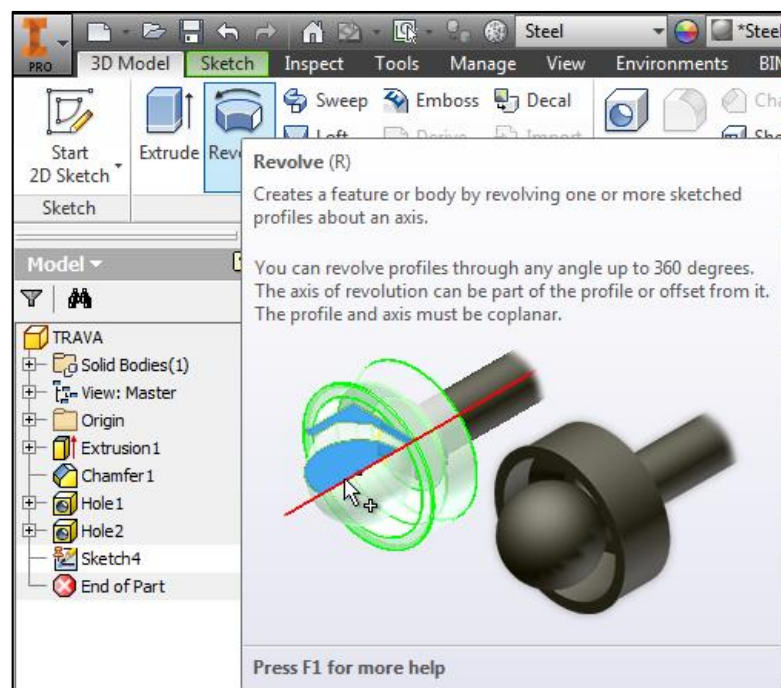 Steel
*Steel
PRO
3D Model Sketch Inspect Tools Manage View Environments BIM
Sweep Emboss Decal
Start
2D Sketch
Extrude
Loft Derive Import
Sketch
Revolve (R)
Creates a feature or body by revolving one or more sketched
profiles about an axis.
You can revolve profiles through any angle up to 360 degrees.
The axis of revolution can be part of the profile or offset from it.
The profile and axis must be coplanar.
Model
TRAVA
Solid Bodies(1)
View: Master
Origin
Extrusion1
Chamfer1
Hole1
Hole2
Sketch4
End of Part
Press F1 for more help